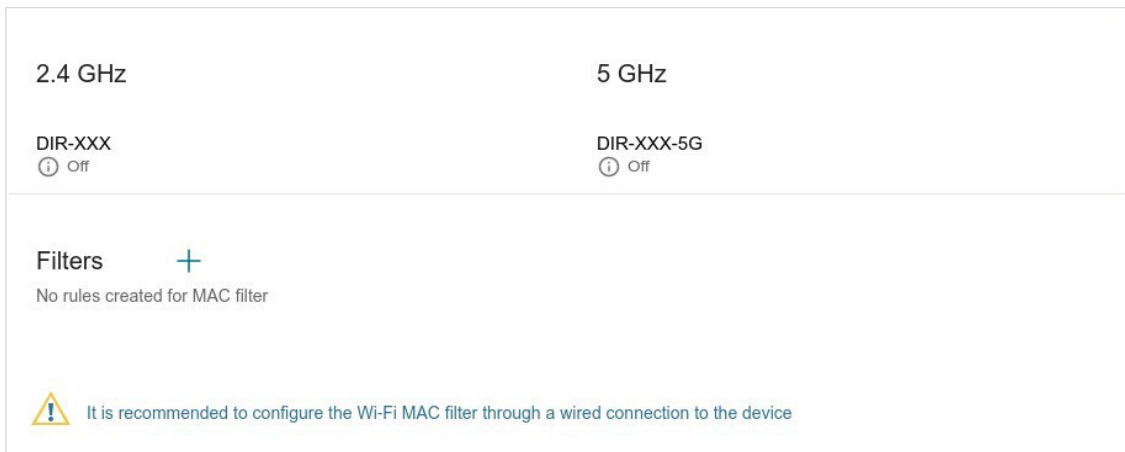 2.4 GHz
5 GHz
DIR-XXX
Off
DIR-XXX-5G
Off
Filters
No rules created for MAC filter
It is recommended to configure the Wi-Fi MAC filter through a wired connection to the device